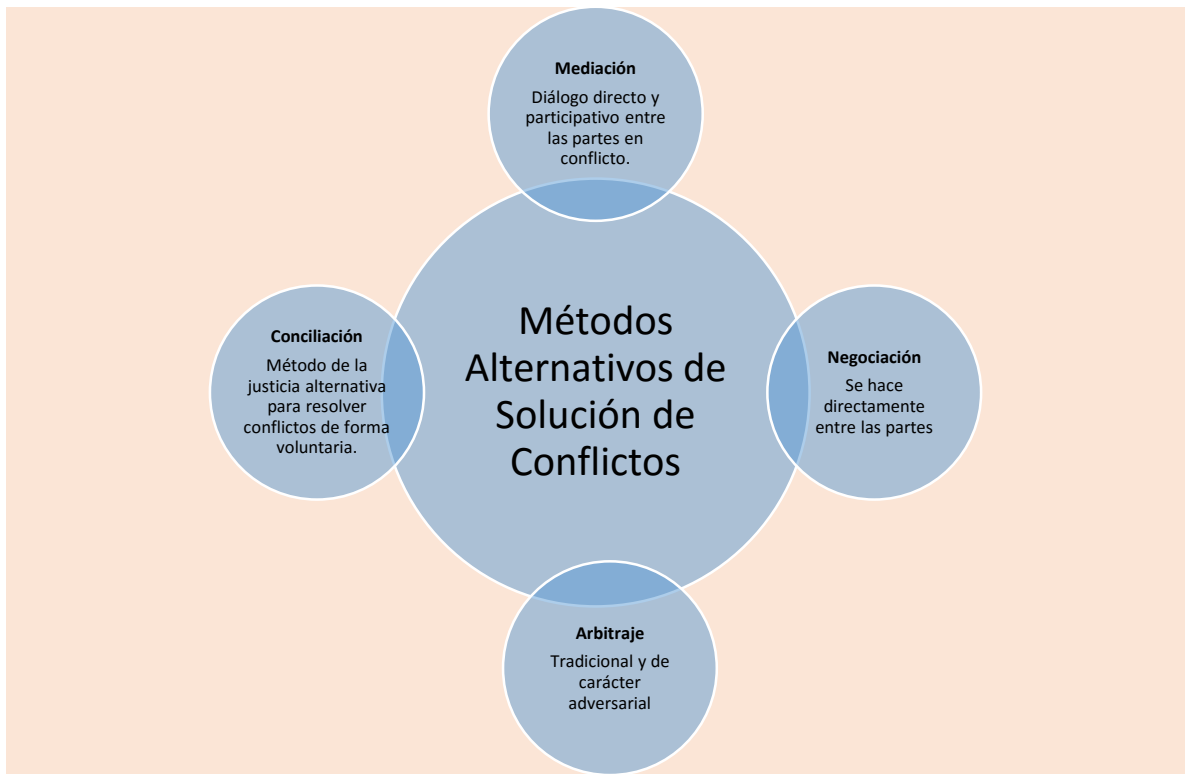 Mediación
Diálogo directo y
participativo entre
las partes en
conflicto.
Conciliación
Método de la
justicia alternativa
para resolver
conflictos de forma
voluntaria.
Métodos
Alternativos de
Solución de
Conflictos
Negociación
Se hace
directamente
entre las partes
Arbitraje
Tradicional y de
carácter
adversarial